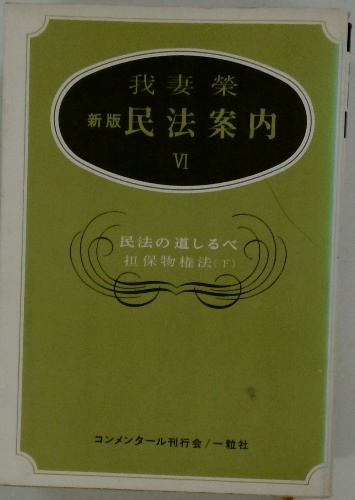 我妻榮
新版 民法案内
VI
民法の道しるべ
担保物権法(下)
コンメンタール刊行会/一粒社